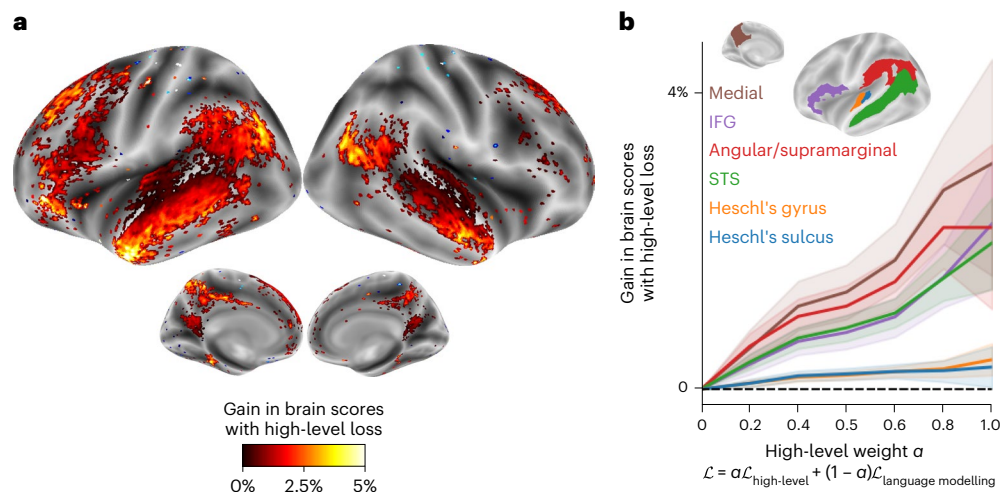 a
Gain in brain scores
with high-level loss
0% 2.5% 5%
b
Gain in brain scores
with high-level loss
4%
0
Medial
IFG
Angular/supramarginal
STS
Heschl's gyrus
Heschl's sulcus
0 0.2 0.4 0.5 0.6 0.8 1.0
High-level weight α
ℒ = αℒhigh-level + (1 – α)ℒlanguage modelling